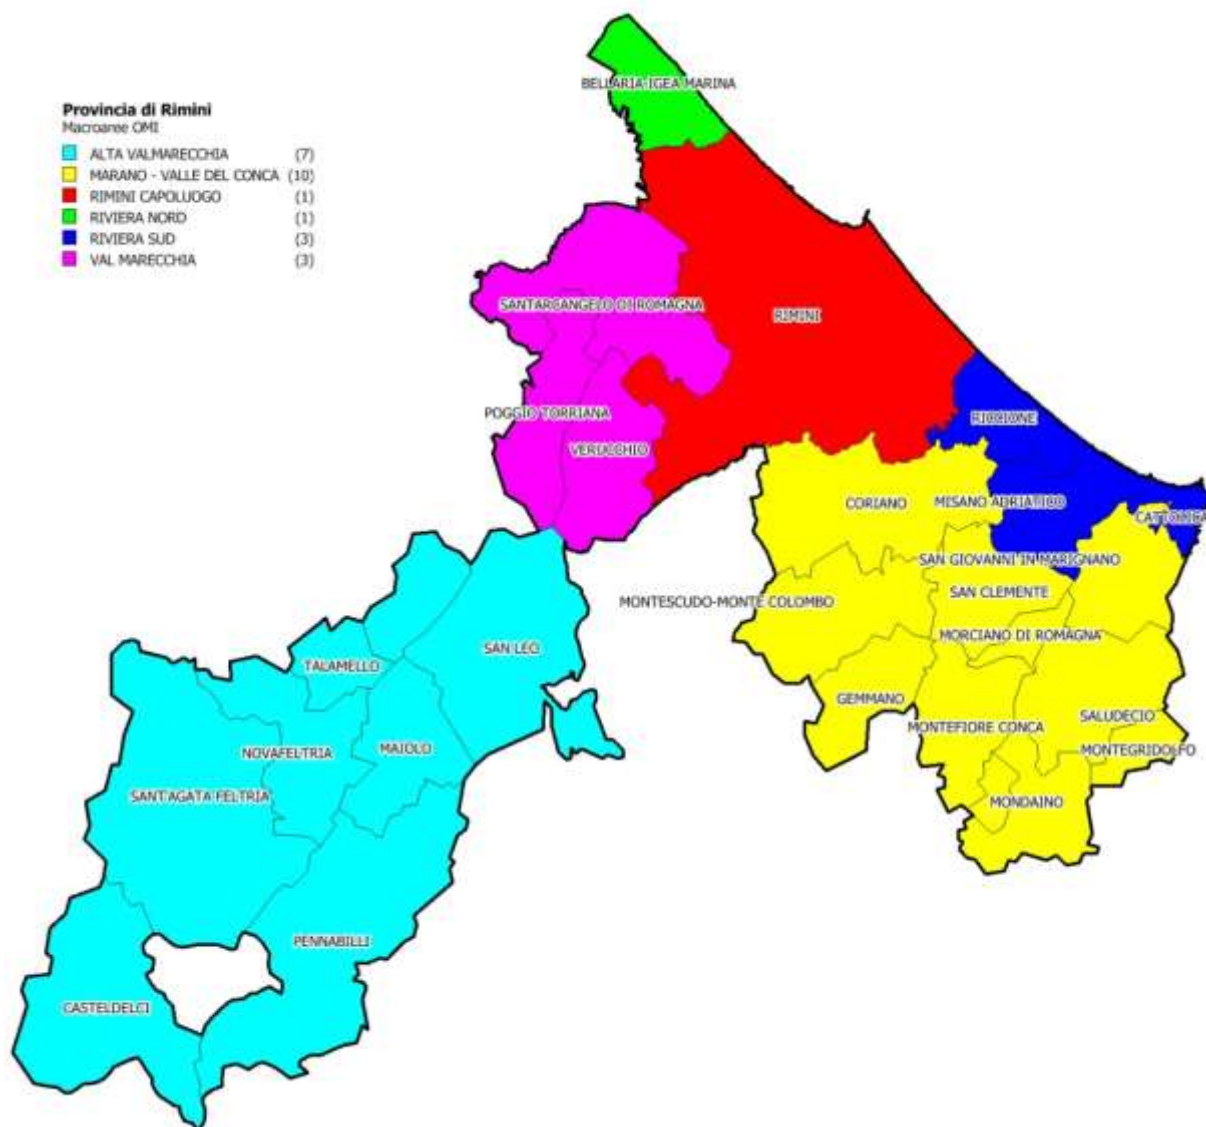 Provincia di Rimini
Macroaree OMI
ALTA VALMARECCHIA (7)
MARANO - VALLE DEL CONCA (10)
RIMINI CAPOLUOGO (1)
RIVIERA NORD (1)
RIVIERA SUD (3)
VAL MARECCHIA (3)
BELLARIA-IGEA MARINA
SANTARCANGELO DI ROMAGNA
RIMINI
POGGIO TORRIANA
VERUCCHIO
RICCIONE
CORIANO
MISANO ADRIATICO
CATTOLICA
SAN GIOVANNI IN MARIGNANO
SAN CLEMENTE
MONTESCUDO-MONTE COLOMBO
MORCIANO DI ROMAGNA
SAN LEO
TALAMELLO
GEMMANO
MONTEFIORE CONCA
SALUDECIO
NOVAFELTRIA
MAIOLO
MONTEGRIDOLFO
SANT'AGATA FELTRIA
MONDAINO
PENNABILLI
CASTELDELCI